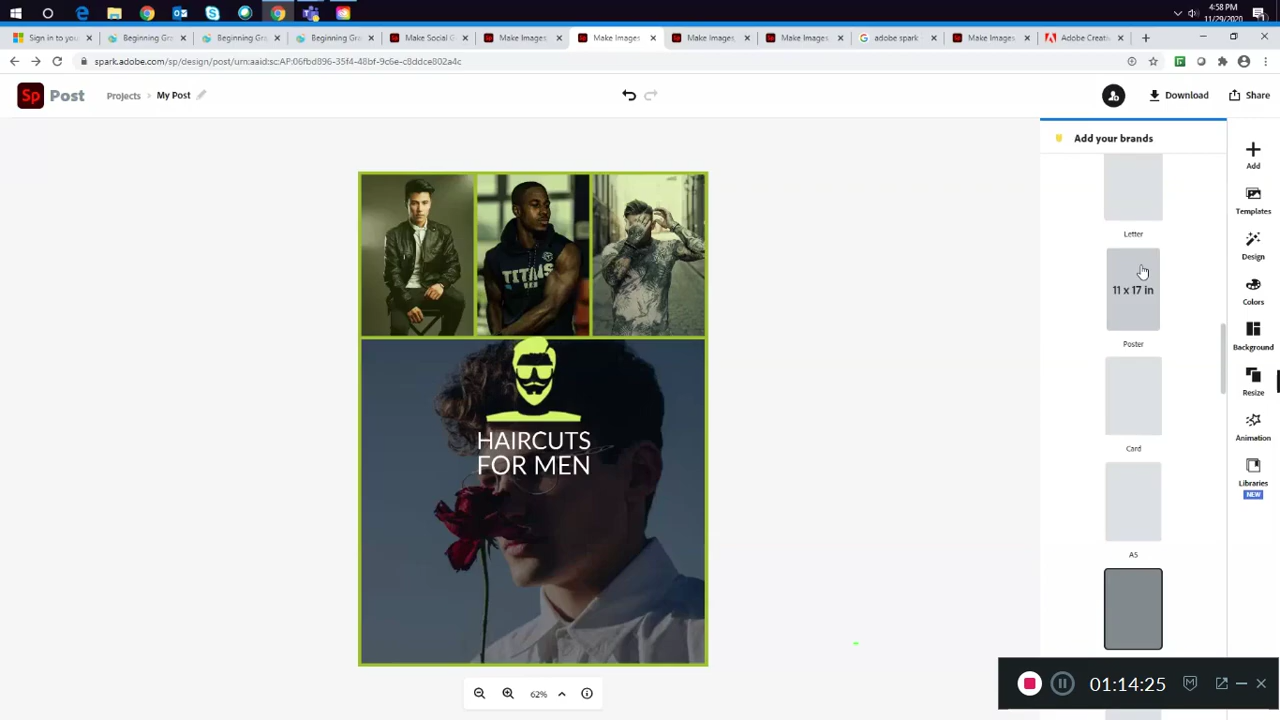 4:58 PM
11/29/2020
Sign in to you
Beginning Gra
Beginning Gra
Beginning Gra
Make Social G
Make Images
Make Images
Make Images
Make Images
adobe spark
Make Images
Adobe Creati
spark.adobe.com/sp/design/post/urn:aaid:sc:AP:06fbd896-35f4-48bf-9c6e-c8ddce802a4c
Sp Post
Projects > My Post
Download
Share
Add your brands
Add
Letter
Templates
Design
11 x 17 in
Colors
Poster
Background
Resize
Card
Animation
Libraries
NEW
A5
TITANS
HAIRCUTS
FOR MEN
62%
01:14:25